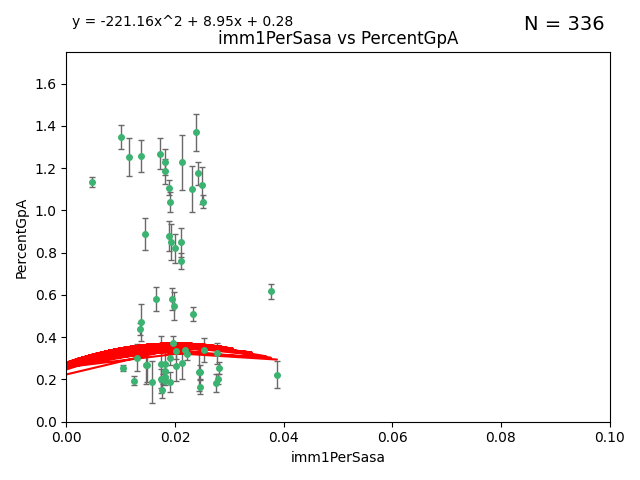 y = -221.16x^2 + 8.95x + 0.28
N = 336
imm1PerSasa vs PercentGpA
1.6
1.4
1.2
1.0
0.8
0.6
0.4
0.2
0.0
PercentGpA
0.00 0.02 0.04 0.06 0.08 0.10
imm1PerSasa